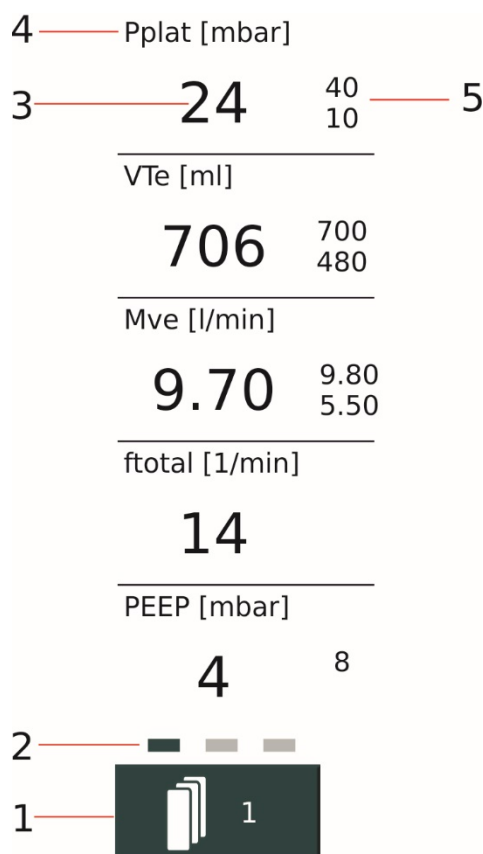 4 Pplat [mbar]
3 24 40 5
10
VTe [ml]
706 700
480
Mve [l/min]
9.70 9.80
5.50
ftotal [1/min]
14
PEEP [mbar]
4 8
2
1 1